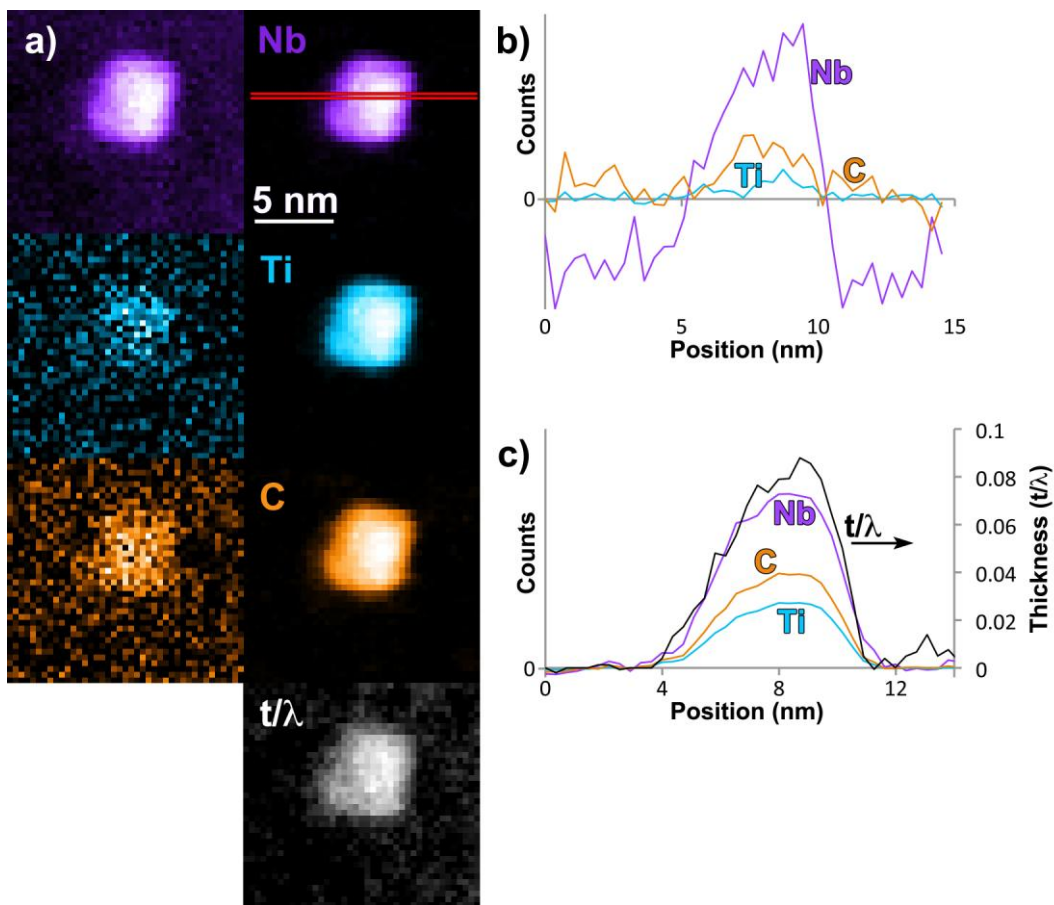 a)
Nb
5 nm
Ti
C
t/λ
b)
Counts
Nb
Ti
C
0
0
5
10
15
Position (nm)
c)
Counts
Nb
C
Ti
t/λ
0
0
4
8
12
Position (nm)
0.1
0.08
0.06
0.04
0.02
0
Thickness (t/λ)